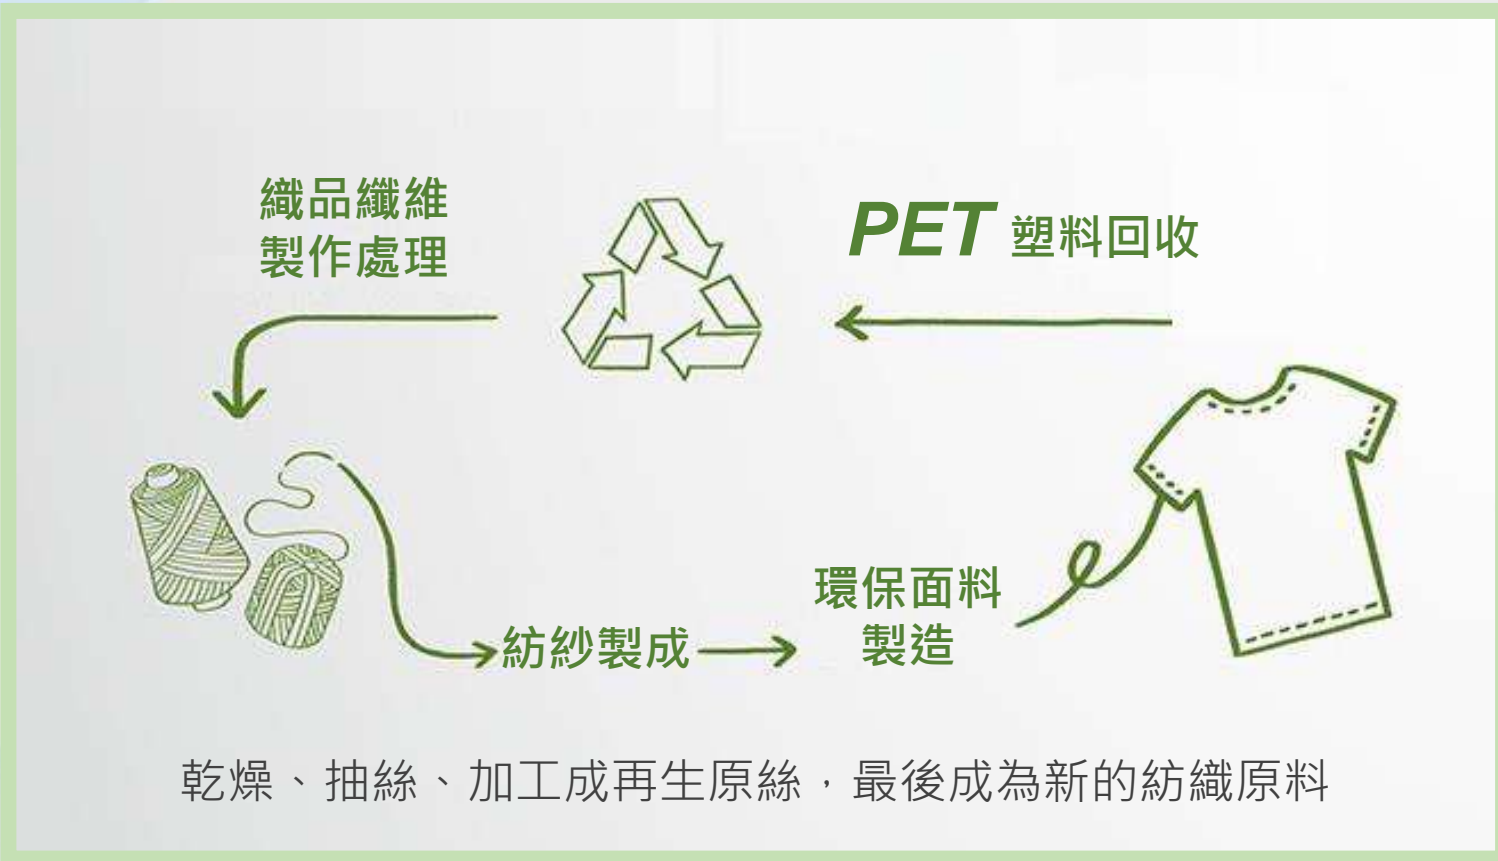 織品纖維
製作處理
PET 塑料回收
環保面料
製造
紡紗製成
乾燥、抽絲、加工成再生原絲，最後成為新的紡織原料